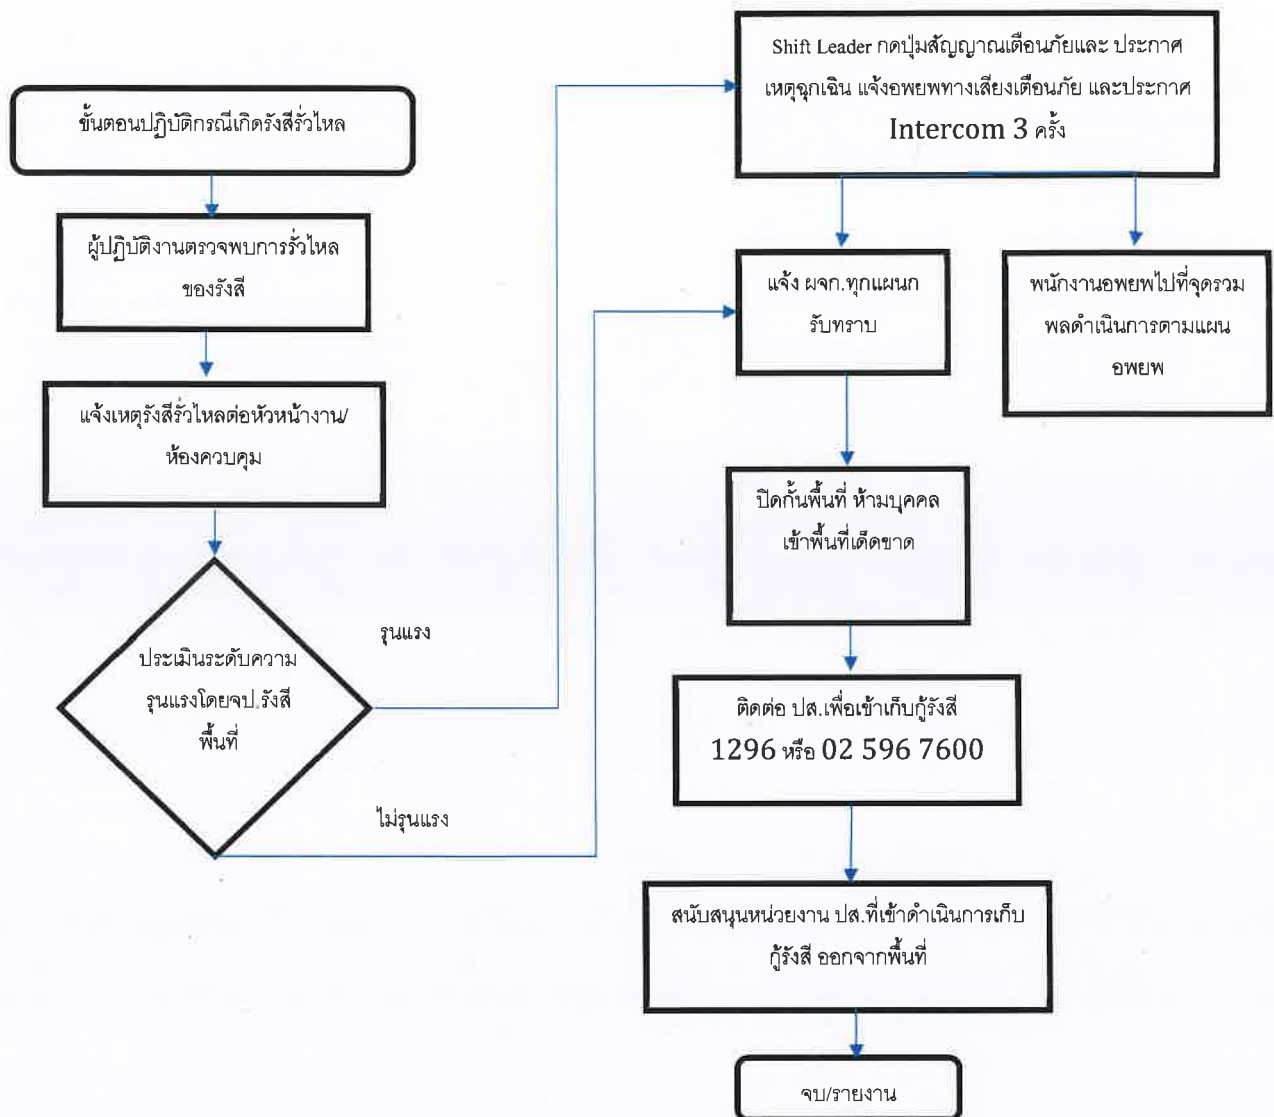 ขั้นตอนปฏิบัติกรณีเกิดรังสีรั่วไหล
ผู้ปฏิบัติงานตรวจพบการรั่วไหล
ของรังสี
แจ้งเหตุรังสีรั่วไหลต่อหัวหน้างาน/
ห้องควบคุม
ประเมินระดับความ
รุนแรงโดยจป.รังสี
พื้นที่
รุนแรง
ไม่รุนแรง
Shift Leader กดปุ่มสัญญาณเตือนภัยและ ประกาศ
เหตุฉุกเฉิน แจ้งอพยพทางเสียงเตือนภัย และประกาศ
Intercom 3 ครั้ง
แจ้ง ผจก.ทุกแผนก
รับทราบ
พนักงานอพยพไปที่จุดรวม
พลดำเนินการตามแผน
อพยพ
ปิดกั้นพื้นที่ ห้ามบุคคล
เข้าพื้นที่เด็ดขาด
ติดต่อ ปส.เพื่อเข้าเก็บกู้รังสี
1296 หรือ 02 596 7600
สนับสนุนหน่วยงาน ปส.ที่เข้าดำเนินการเก็บ
กู้รังสี ออกจากพื้นที่
จบ/รายงาน